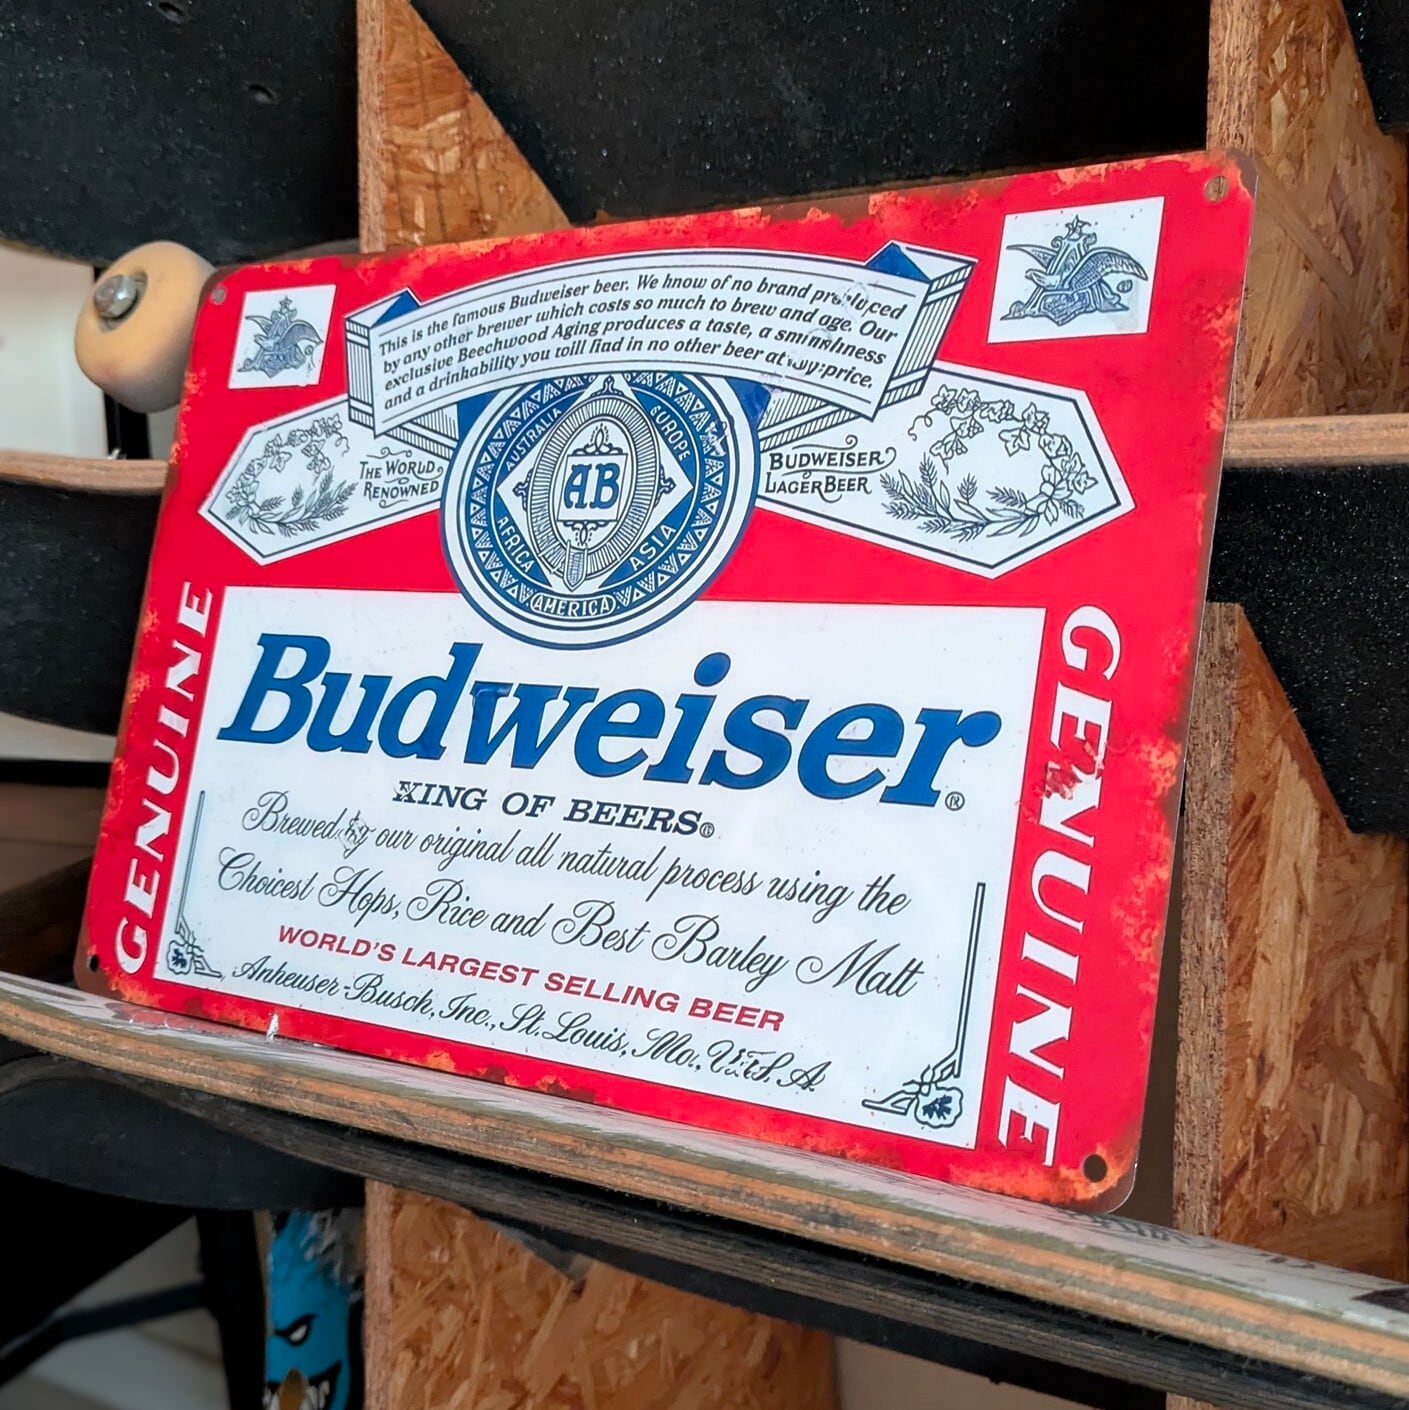 This is the famous Budweiser beer. We know of no brand produced
by any other brewer which costs so much to brew and age. Our
exclusive Beechwood Aging produces a taste, a smoothness
and a drinkability you will find in no other beer at any price.
THE WORLD
RENOWNED
AUSTRALIA
EUROPE
AB
AFRICA
ASIA
AMERICA
BUDWEISER
LAGER BEER
GENUINE
Budweiser®
KING OF BEERS®
Brewed by our original all natural process using the
Choicest Hops, Rice and Best Barley Malt
WORLD'S LARGEST SELLING BEER
Anheuser-Busch, Inc., St. Louis, Mo., U.S.A.
GENUINE